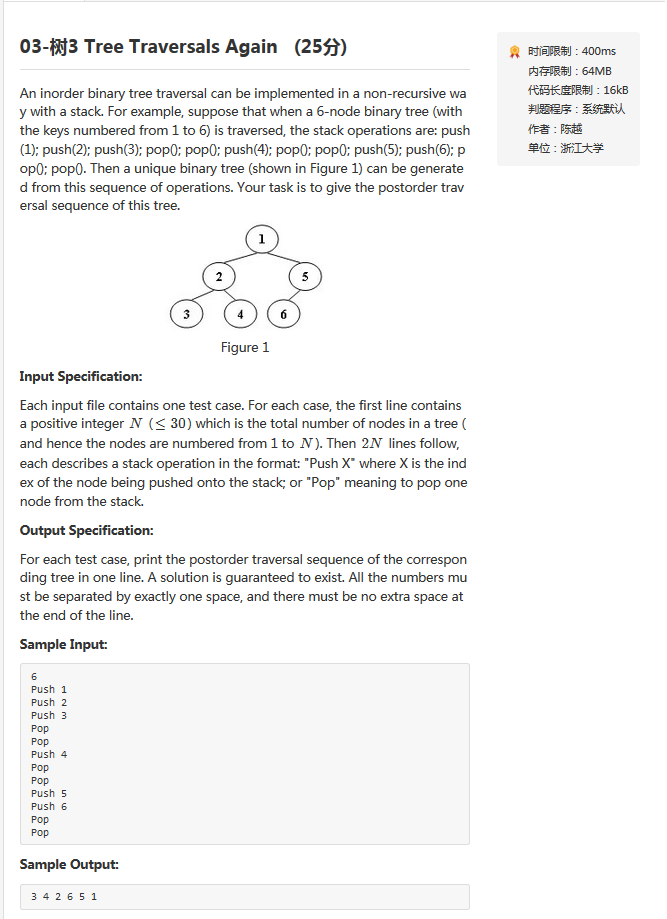 03-树3 Tree Traversals Again (25分)
时间限制：400ms
内存限制：64MB
代码长度限制：16kB
判题程序：系统默认
作者：陈越
单位：浙江大学
An inorder binary tree traversal can be implemented in a non-recursive wa
y with a stack. For example, suppose that when a 6-node binary tree (with
the keys numbered from 1 to 6) is traversed, the stack operations are: push
(1); push(2); push(3); pop(); pop(); push(4); pop(); pop(); push(5); push(6); p
op(); pop(). Then a unique binary tree (shown in Figure 1) can be generate
d from this sequence of operations. Your task is to give the postorder trav
ersal sequence of this tree.
1
2 5
3 4 6
Figure 1
Input Specification:
Each input file contains one test case. For each case, the first line contains
a positive integer N (≤ 30) which is the total number of nodes in a tree (
and hence the nodes are numbered from 1 to N). Then 2N lines follow,
each describes a stack operation in the format: "Push X" where X is the ind
ex of the node being pushed onto the stack; or "Pop" meaning to pop one
node from the stack.
Output Specification:
For each test case, print the postorder traversal sequence of the correspon
ding tree in one line. A solution is guaranteed to exist. All the numbers mu
st be separated by exactly one space, and there must be no extra space at
the end of the line.
Sample Input:
6
Push 1
Push 2
Push 3
Pop
Pop
Push 4
Pop
Pop
Push 5
Push 6
Pop
Pop
Sample Output:
3 4 2 6 5 1